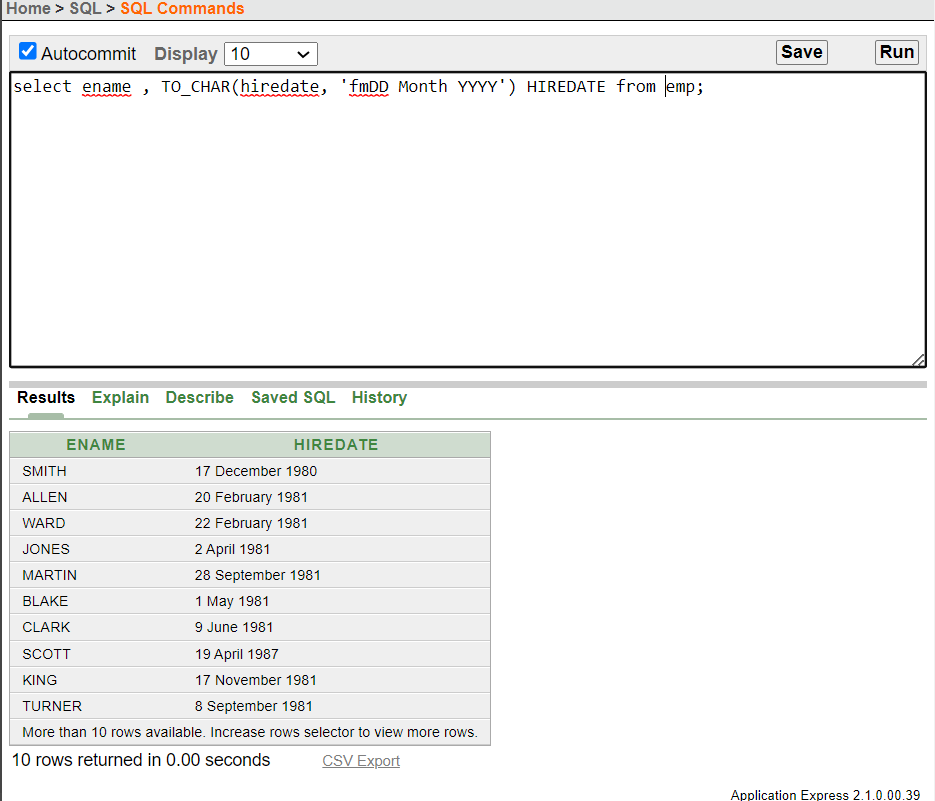 Home > SQL > SQL Commands
Autocommit Display 10 Save Run
select ename , TO_CHAR(hiredate, 'fmDD Month YYYY') HIREDATE from emp;
Results Explain Describe Saved SQL History
ENAME HIREDATE
SMITH 17 December 1980
ALLEN 20 February 1981
WARD 22 February 1981
JONES 2 April 1981
MARTIN 28 September 1981
BLAKE 1 May 1981
CLARK 9 June 1981
SCOTT 19 April 1987
KING 17 November 1981
TURNER 8 September 1981
More than 10 rows available. Increase rows selector to view more rows.
10 rows returned in 0.00 seconds CSV Export
Application Express 2.1.0.00.39